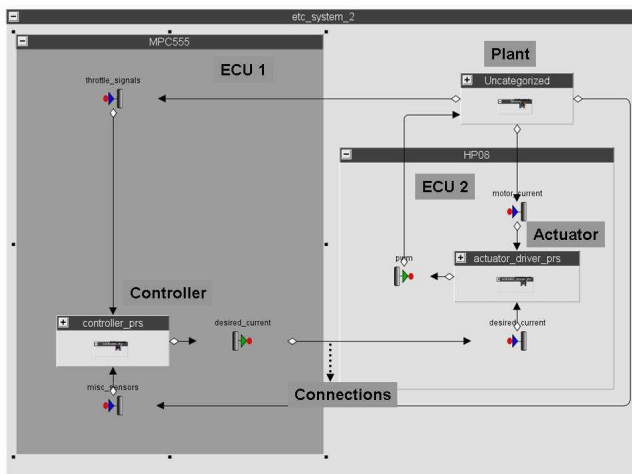 etc_system_2
MPC555
ECU 1
Plant
throttle_signals
Uncategorized
HP08
ECU 2
motor_current
Actuator
pwm
actuator_driver_prs
Controller
controller_prs
desired_current
desired_current
misc_sensors
Connections